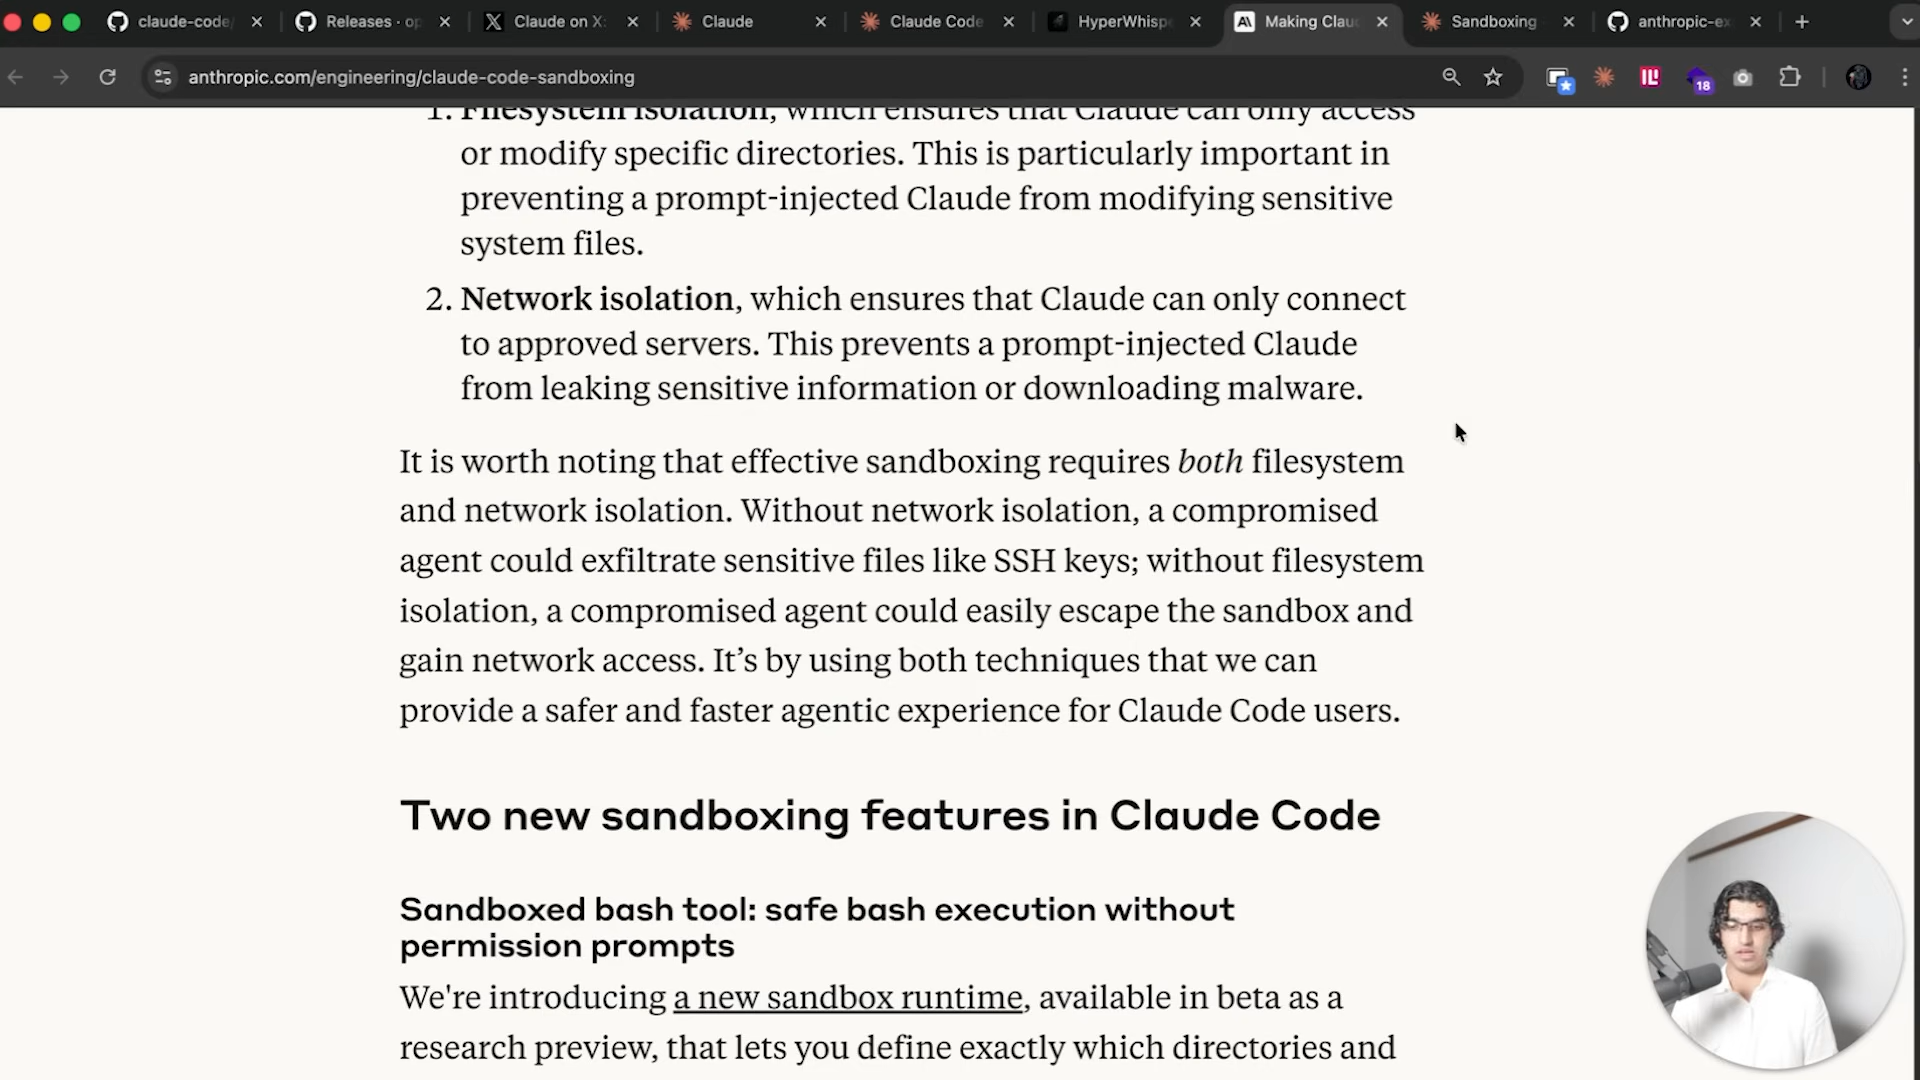 claude-code/
Releases · op
Claude on X:
Claude
Claude Code
HyperWhisp
Making Clau
Sandboxing
anthropic-ex
anthropic.com/engineering/claude-code-sandboxing
18
1. Filesystem isolation, which ensures that Claude can only access
or modify specific directories. This is particularly important in
preventing a prompt-injected Claude from modifying sensitive
system files.
2. Network isolation, which ensures that Claude can only connect
to approved servers. This prevents a prompt-injected Claude
from leaking sensitive information or downloading malware.
It is worth noting that effective sandboxing requires both filesystem
and network isolation. Without network isolation, a compromised
agent could exfiltrate sensitive files like SSH keys; without filesystem
isolation, a compromised agent could easily escape the sandbox and
gain network access. It’s by using both techniques that we can
provide a safer and faster agentic experience for Claude Code users.
Two new sandboxing features in Claude Code
Sandboxed bash tool: safe bash execution without
permission prompts
We're introducing a new sandbox runtime, available in beta as a
research preview, that lets you define exactly which directories and